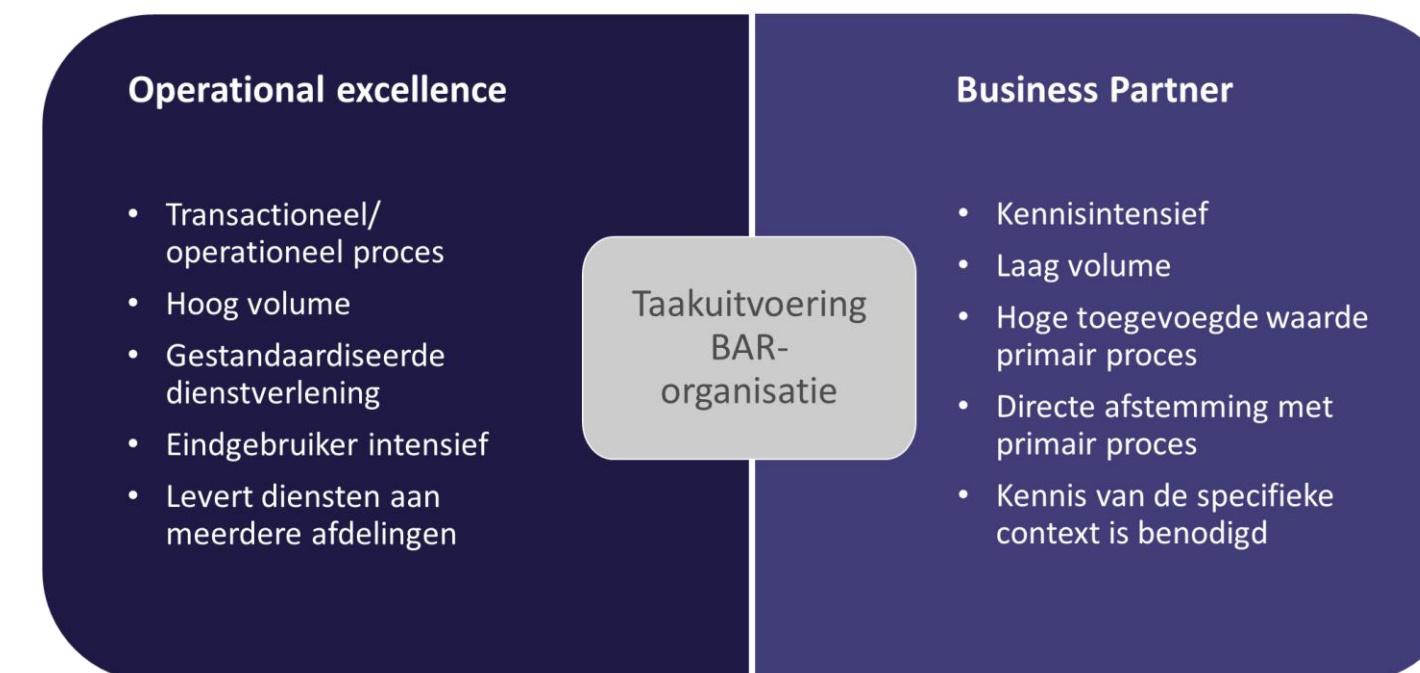 Operational excellence
• Transactioneel/
operationeel proces
• Hoog volume
• Gestandaardiseerde
dienstverlening
• Eindgebruiker intensief
• Levert diensten aan
meerdere afdelingen
Taakuitvoering
BAR-
organisatie
Business Partner
• Kennisintensief
• Laag volume
• Hoge toegevoegde waarde
primair proces
• Directe afstemming met
primair proces
• Kennis van de specifieke
context is benodigd